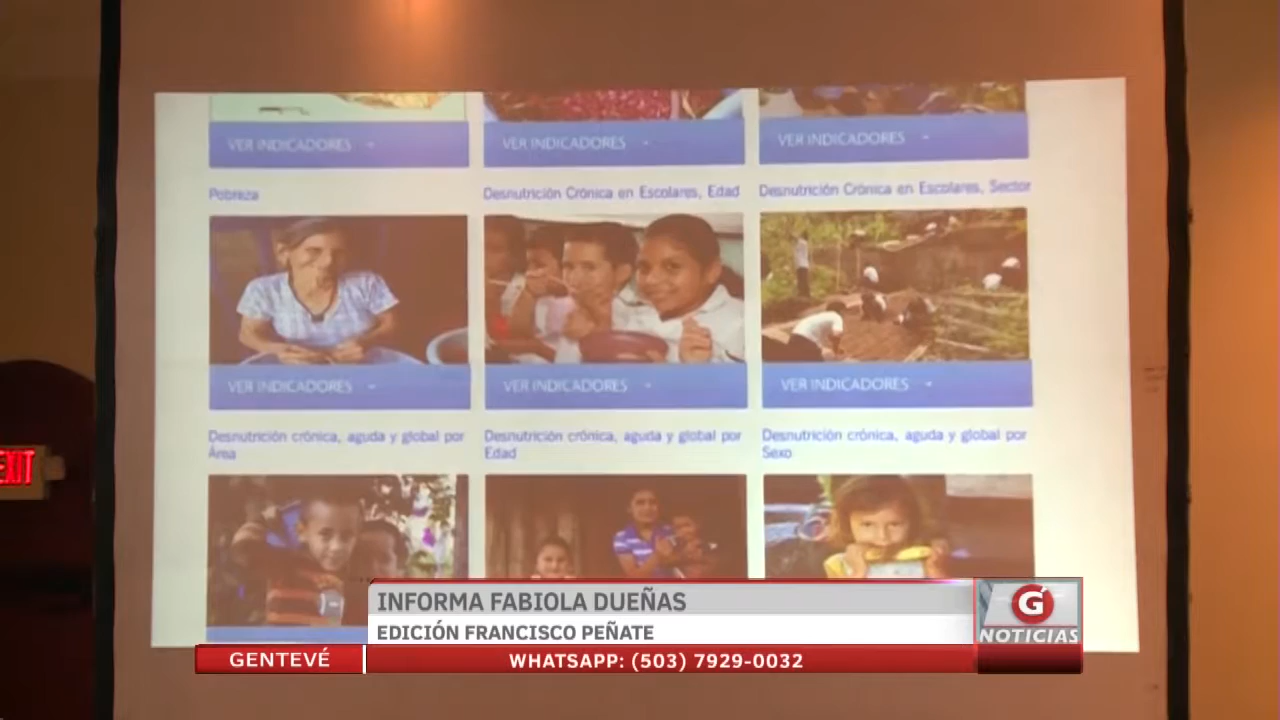 VER INDICADORES
VER INDICADORES
VER INDICADORES
Pobreza
Desnutrición Crónica en Escolares, Edad
Desnutrición Crónica en Escolares, Sector
VER INDICADORES
VER INDICADORES
VER INDICADORES
Desnutrición crónica, aguda y global por
Área
Desnutrición crónica, aguda y global por
Edad
Desnutrición crónica, aguda y global por
Sexo
EXIT
INFORMA FABIOLA DUEÑAS
EDICIÓN FRANCISCO PEÑATE
G
NOTICIAS
GENTEVÉ
WHATSAPP: (503) 7929-0032